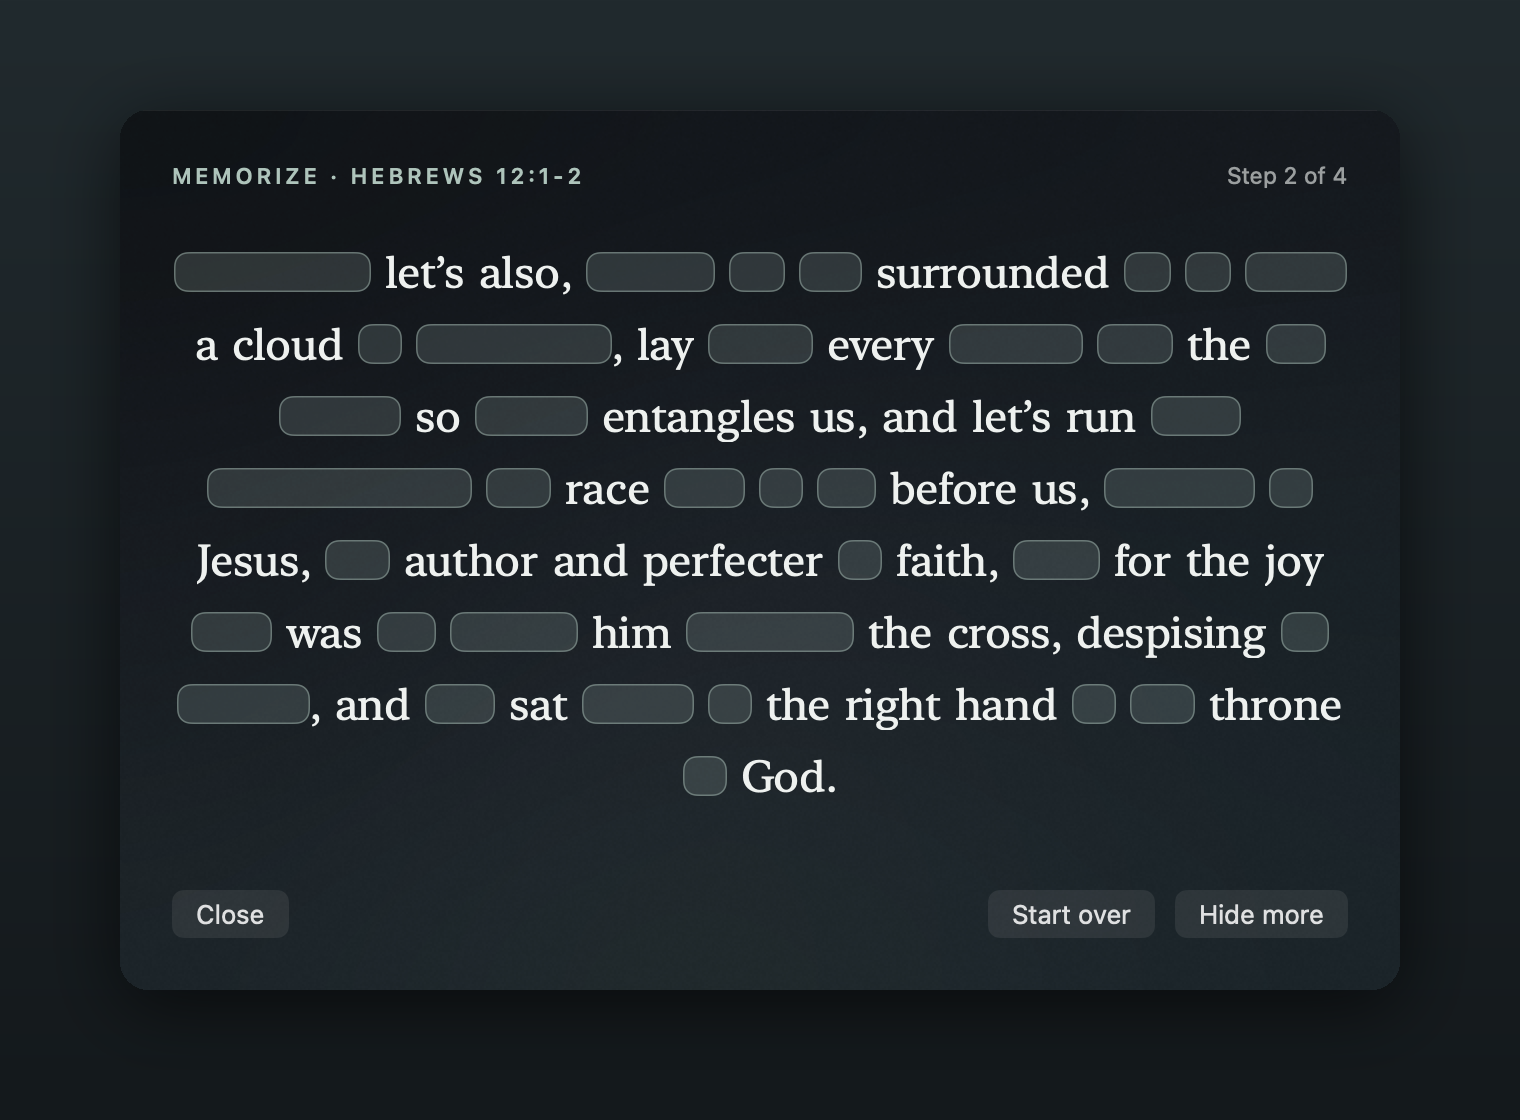 MEMORIZE · HEBREWS 12:1-2
Step 2 of 4
let’s also, surrounded
a cloud , lay every the
so entangles us, and let’s run
race before us,
Jesus, author and perfecter faith, for the joy
was him the cross, despising
, and sat the right hand throne
God.
Close
Start over
Hide more